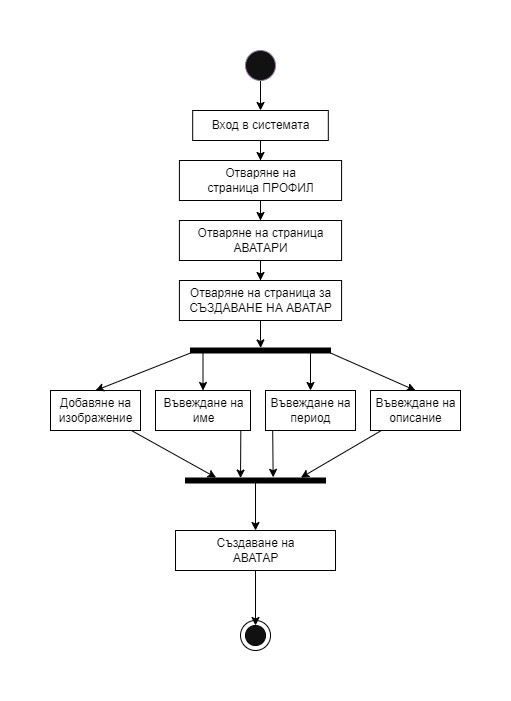 Вход в системата
Отваряне на
страница ПРОФИЛ
Отваряне на страница
АВАТАРИ
Отваряне на страница за
СЪЗДАВАНЕ НА АВАТАР
Добавяне на
изображение
Въвеждане на
име
Въвеждане на
период
Въвеждане на
описание
Създаване на
АВАТАР